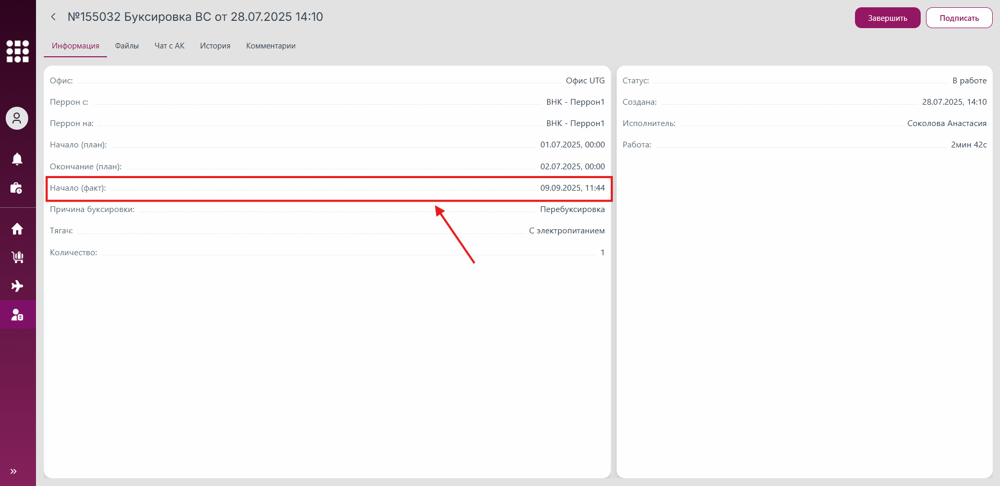 №155032 Буксировка ВС от 28.07.2025 14:10
Завершить
Подписать
Информация
Файлы
Чат с АК
История
Комментарии
Офис: Офис UTG
Перрон с: ВНК - Перрон1
Перрон на: ВНК - Перрон1
Начало (план): 01.07.2025, 00:00
Окончание (план): 02.07.2025, 00:00
Начало (факт): 09.09.2025, 11:44
Причина буксировки: Перебуксировка
Тягач: С электропитанием
Количество: 1
Статус: В работе
Создана: 28.07.2025, 14:10
Исполнитель: Соколова Анастасия
Работа: 2мин 42с